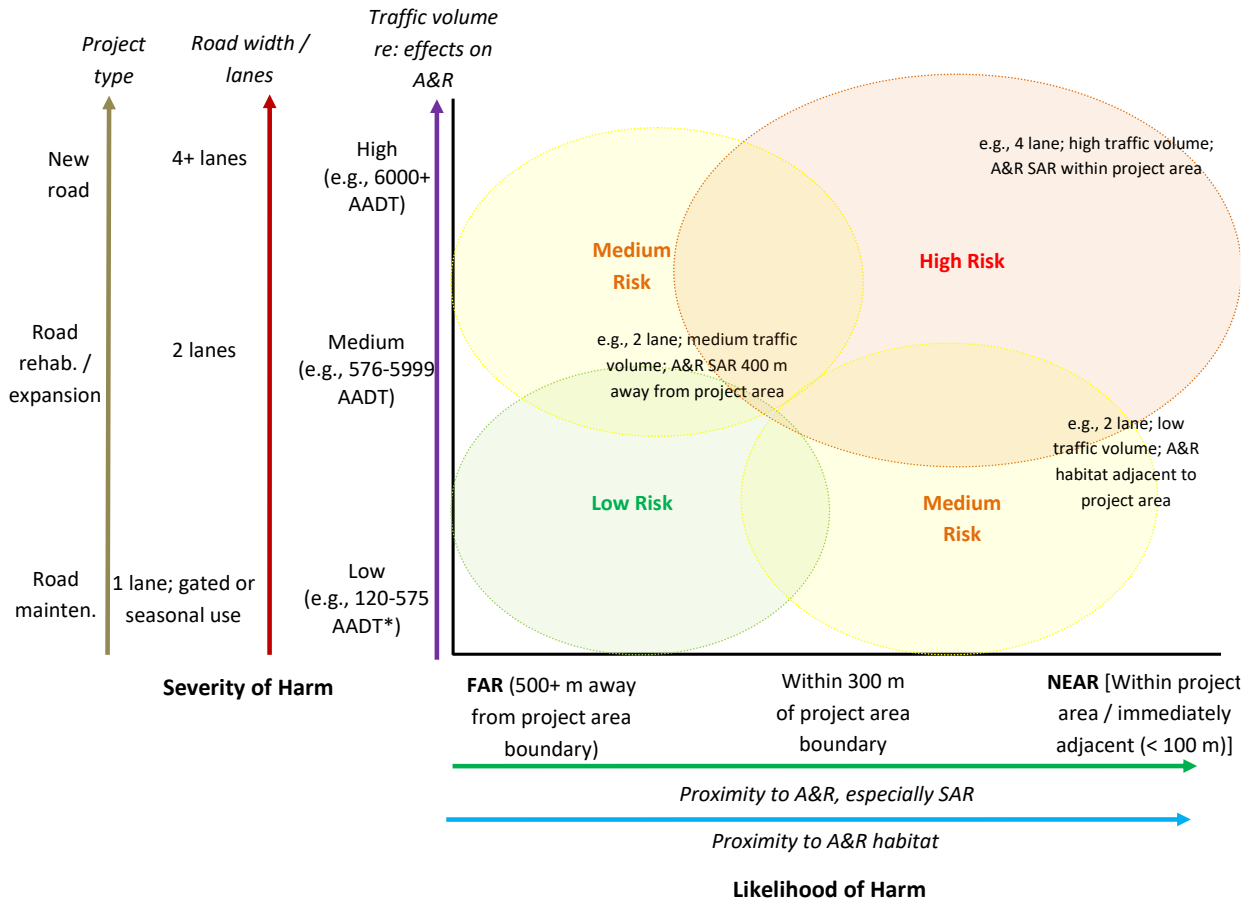 Project
type
Road width /
lanes
Traffic volume
re: effects on
A&R
New
road
4+ lanes
High
(e.g., 6000+
AADT)
Road
rehab. /
expansion
2 lanes
Medium
(e.g., 576-5999
AADT)
Road
mainten.
1 lane; gated or
seasonal use
Low
(e.g., 120-575
AADT*)
Severity of Harm
Medium
Risk
e.g., 2 lane; medium traffic
volume; A&R SAR 400 m
away from project area
e.g., 4 lane; high traffic volume;
A&R SAR within project area
High Risk
Low Risk
e.g., 2 lane; low
traffic volume; A&R
habitat adjacent to
project area
Medium
Risk
FAR (500+ m away
from project area
boundary)
Within 300 m
of project area
boundary
NEAR [Within project
area / immediately
adjacent (< 100 m)]
Proximity to A&R, especially SAR
Proximity to A&R habitat
Likelihood of Harm